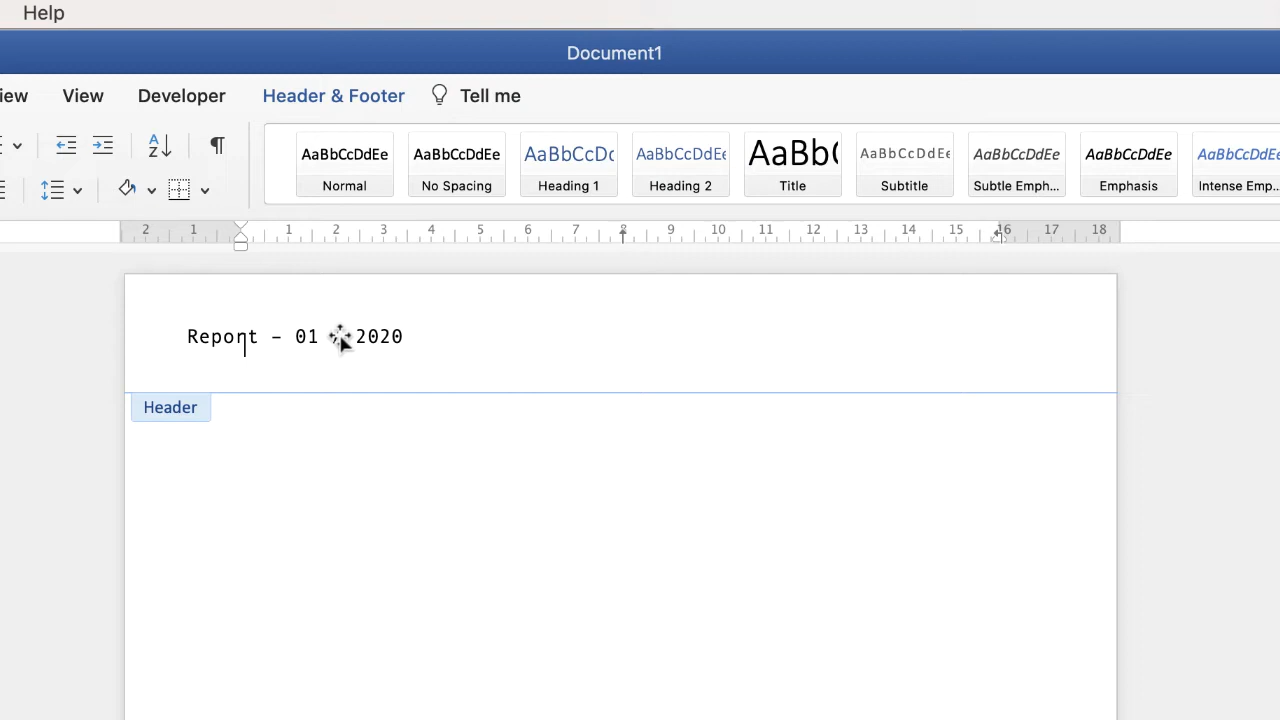 Help
Document1
iew View Developer Header & Footer Tell me
AaBbCcDdEe AaBbCcDdEe AaBbCcDc AaBbCcDdEe AaBb( AaBbCcDdEe AaBbCcDdEe AaBbCcDdEe AaBbCcDdEe
Normal No Spacing Heading 1 Heading 2 Title Subtitle Subtle Emph... Emphasis Intense Emp...
2 1 1 2 3 4 5 6 7 8 9 10 11 12 13 14 15 16 17 18
Report – 01 2020
Header